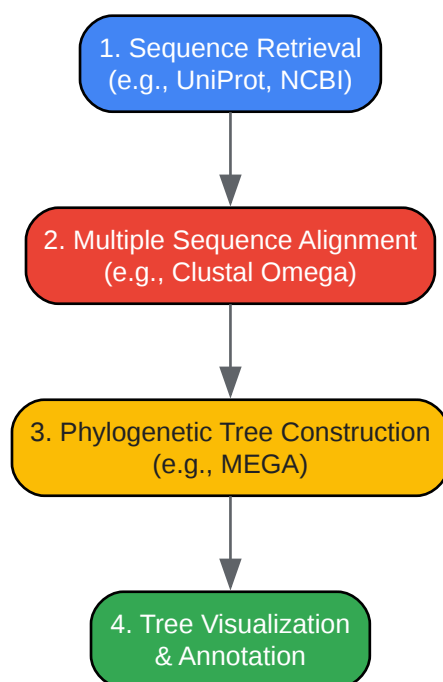 1. Sequence Retrieval
(e.g., UniProt, NCBI)
2. Multiple Sequence Alignment
(e.g., Clustal Omega)
3. Phylogenetic Tree Construction
(e.g., MEGA)
4. Tree Visualization
& Annotation